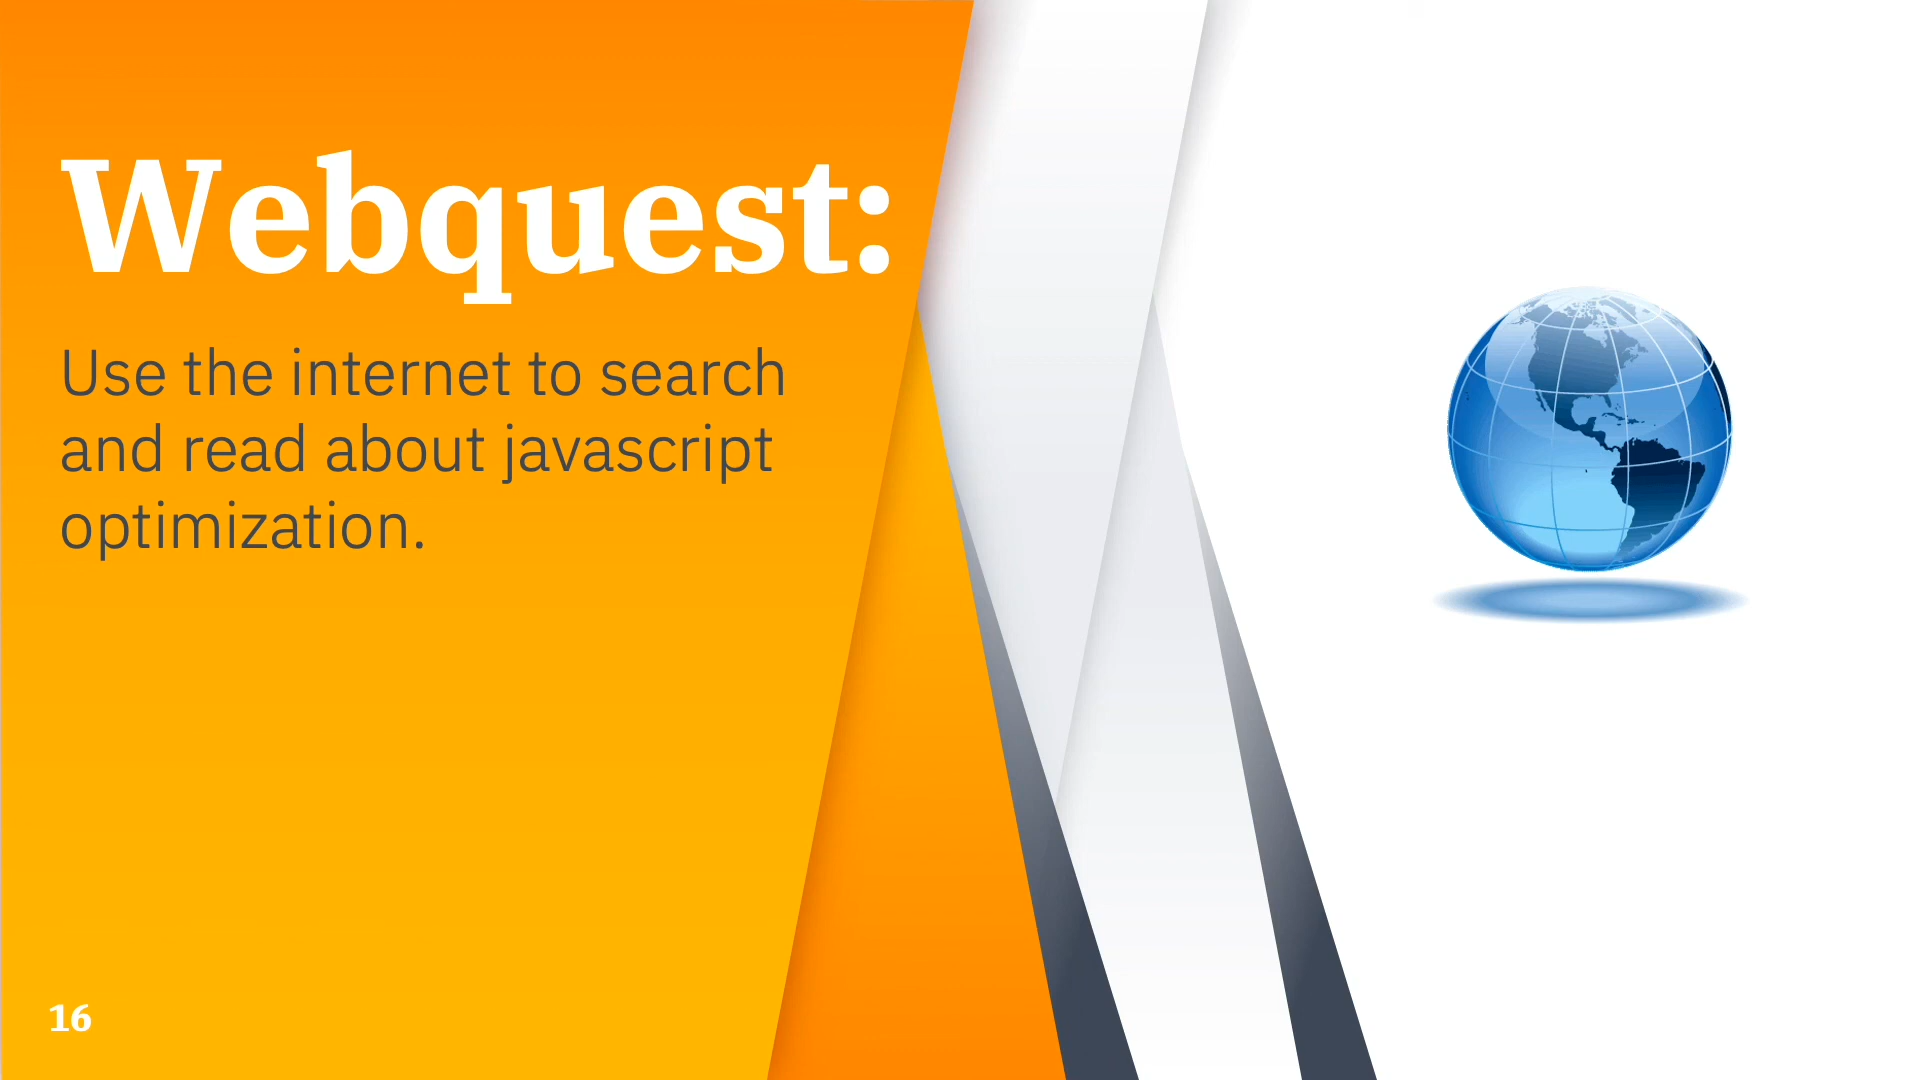 Webquest:
Use the internet to search
and read about javascript
optimization.
16